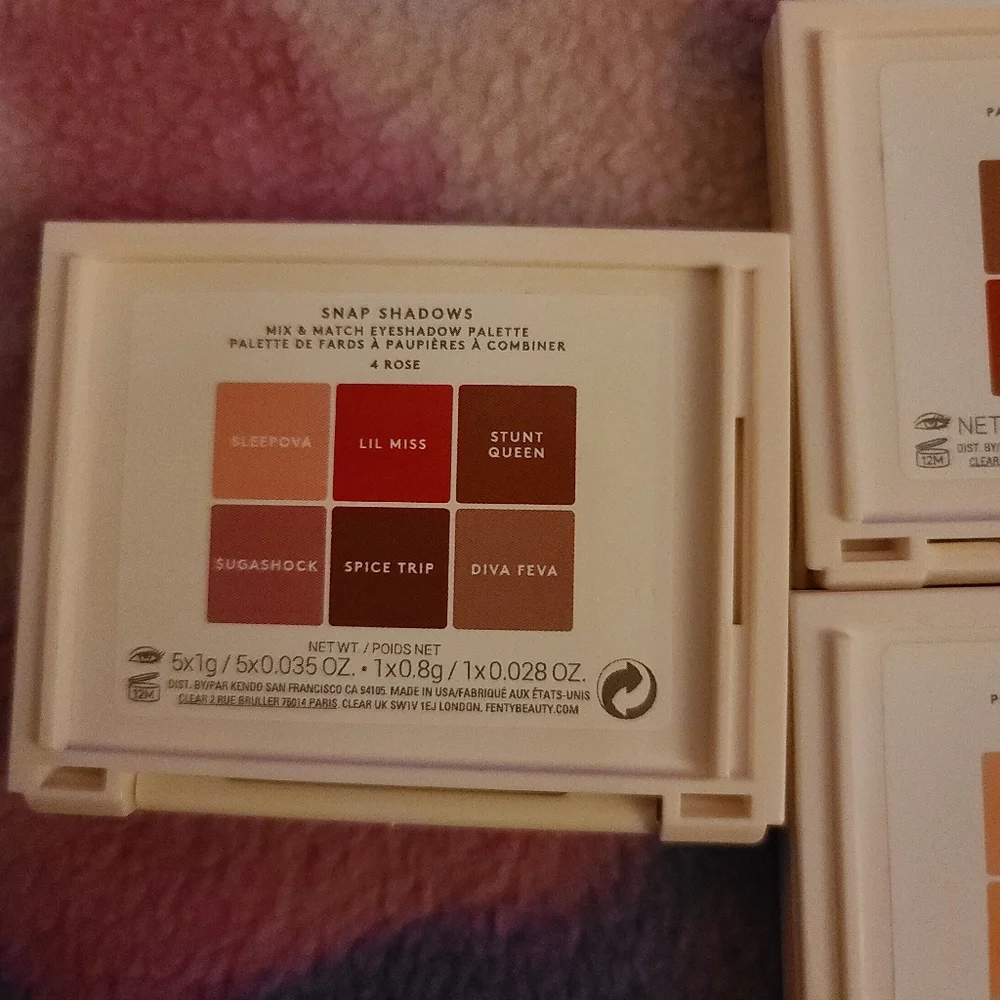 SNAP SHADOWS
MIX & MATCH EYESHADOW PALETTE
PALETTE DE FARDS À PAUPIÈRES À COMBINER
4 ROSE
SLEEPOVA
LIL MISS
STUNT
QUEEN
$UGASHOCK
SPICE TRIP
DIVA FEVA
NET WT. / POIDS NET
5x1g / 5x0.035 OZ. • 1x0.8g / 1x0.028 OZ.
12M
DIST. BY/PAR KENDO SAN FRANCISCO CA 94105. MADE IN USA/FABRIQUÉ AUX ÉTATS-UNIS
CLEAR 2 RUE BRULLER 75014 PARIS. CLEAR UK SW1V 1EJ LONDON. FENTYBEAUTY.COM
NET
12M
DIST. BY/
CLEAR